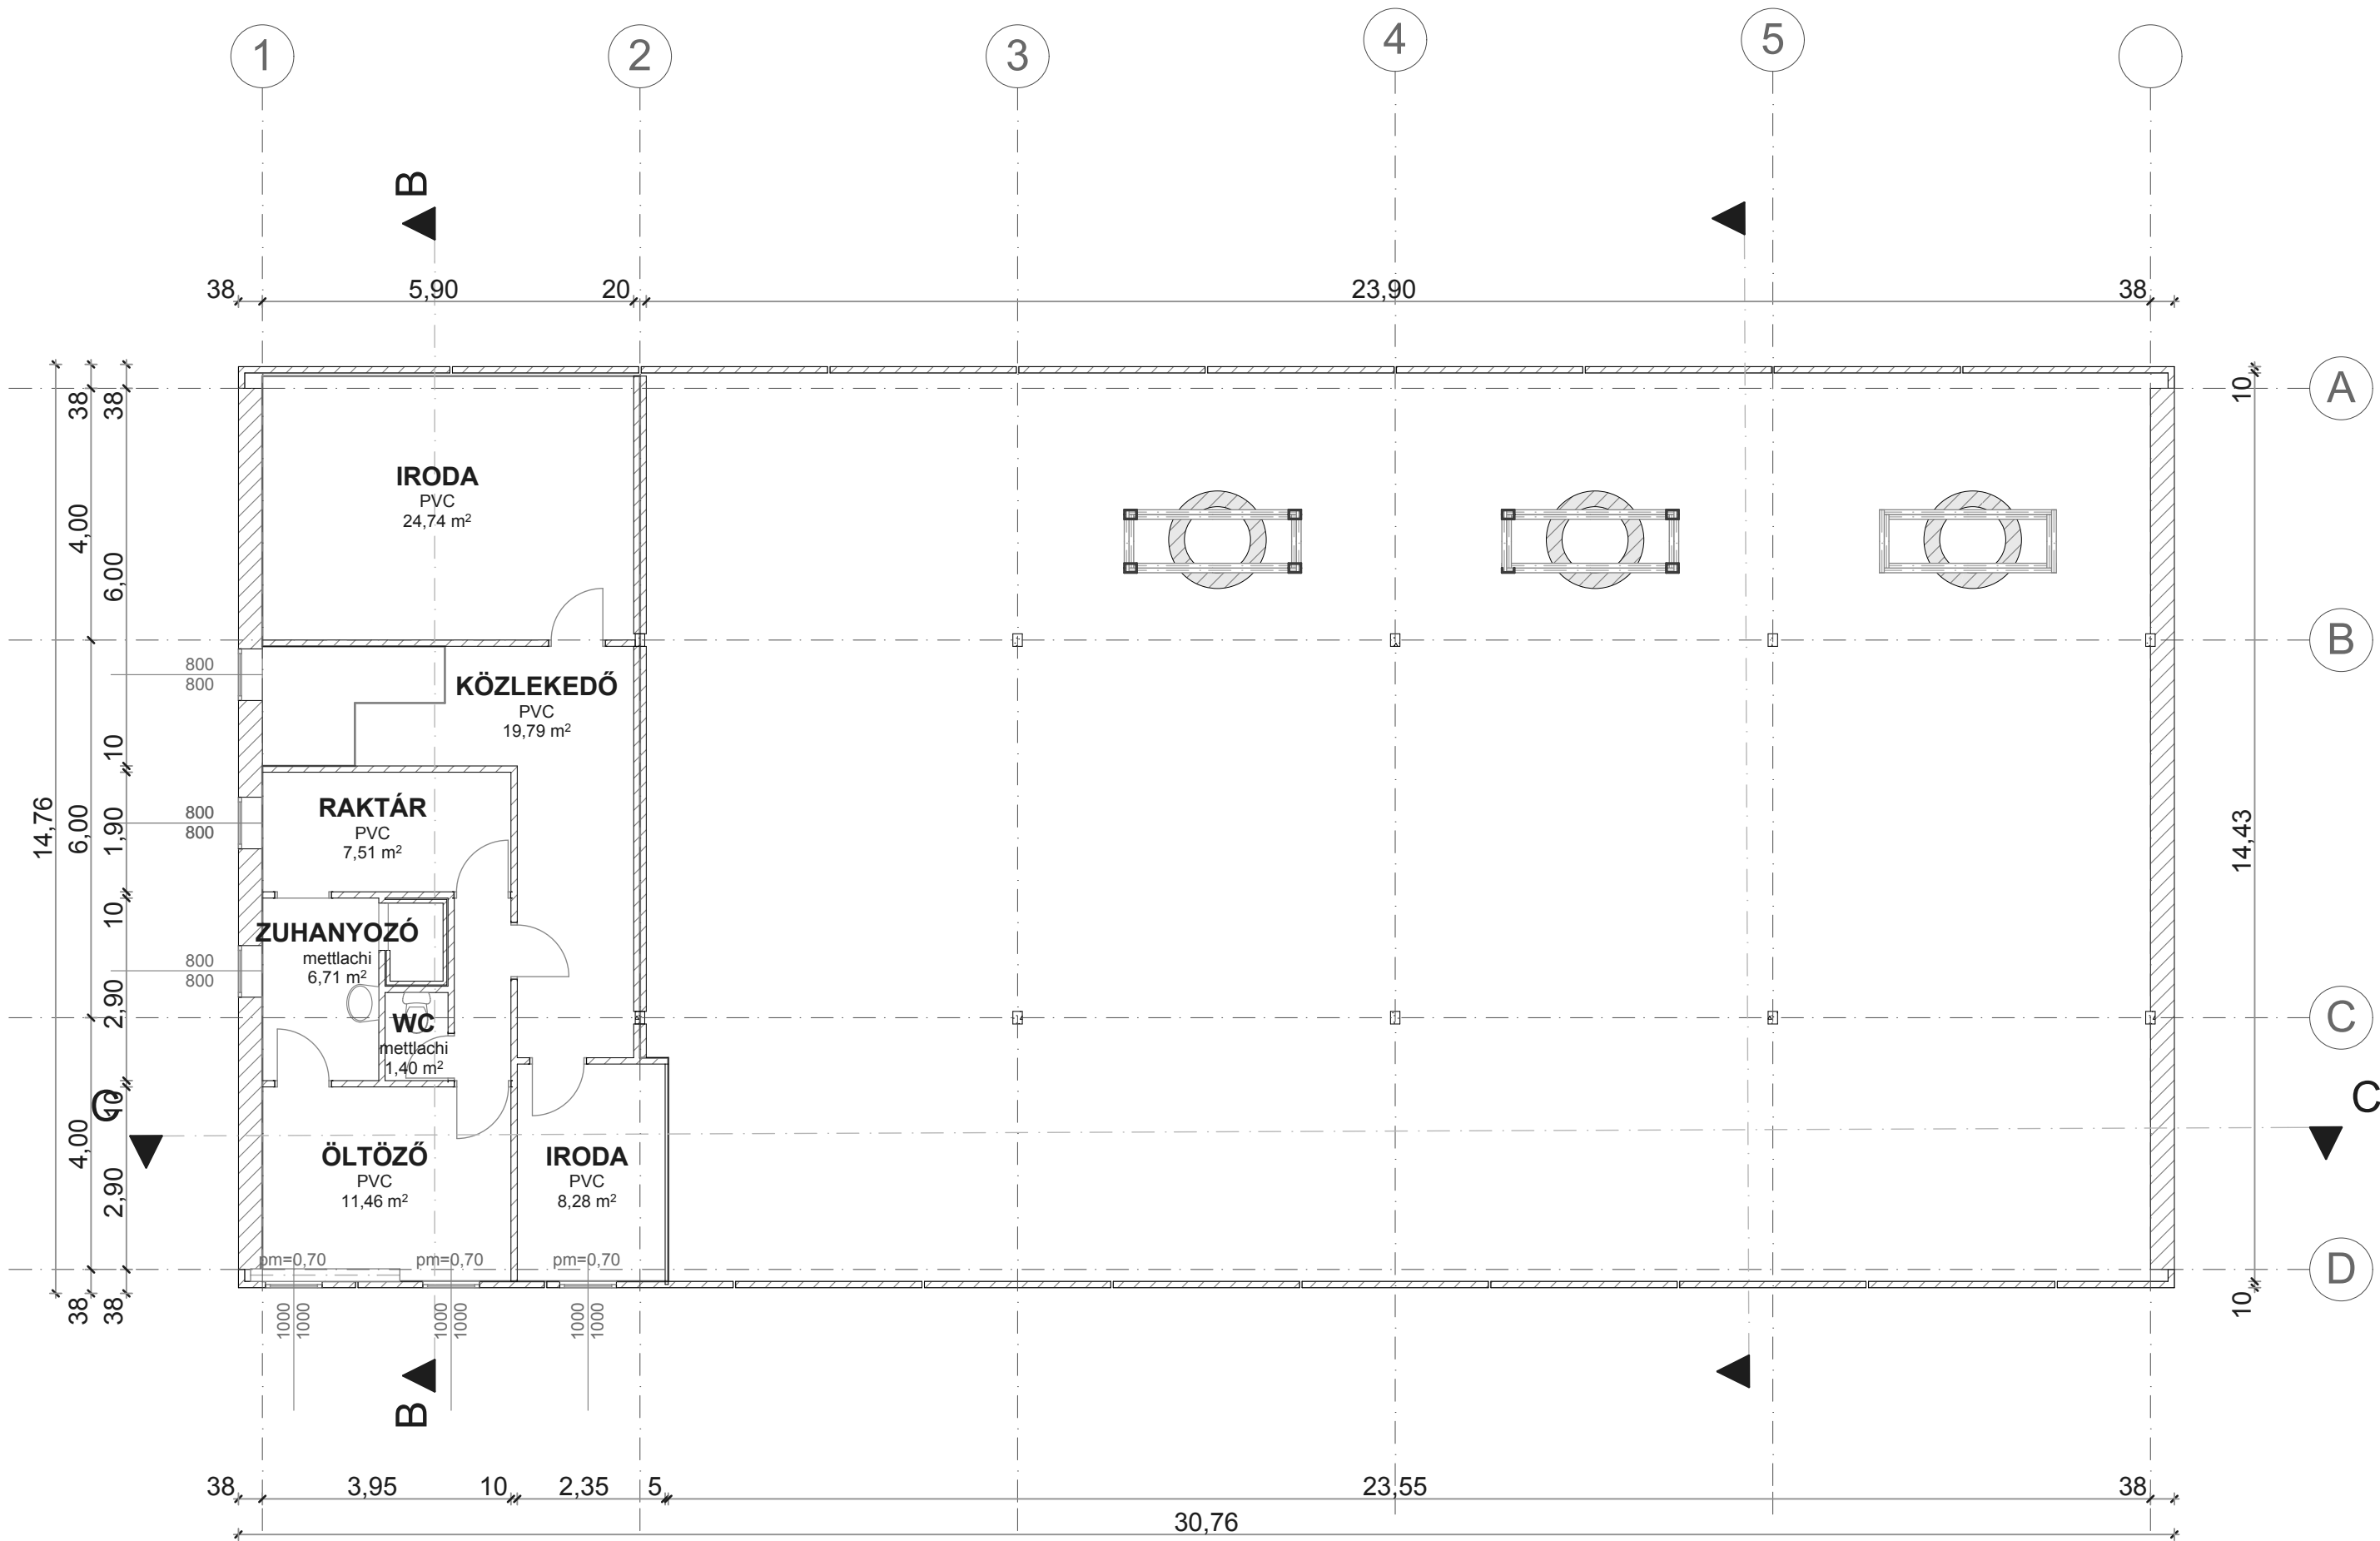 1
2
3
4
5
B
38
5,90
20
23,90
38
A
38
38
10
IRODA
PVC
24,74 m²
4,00
6,00
B
800
800
KÖZLEKEDŐ
PVC
19,79 m²
10
14,76
6,00
1,90
800
800
RAKTÁR
PVC
7,51 m²
14,43
10
ZUHANYOZÓ
mettlachi
6,71 m²
800
800
2,90
WC
mettlachi
1,40 m²
C
C
10
C
4,00
2,90
ÖLTÖZŐ
PVC
11,46 m²
IRODA
PVC
8,28 m²
pm=0,70
pm=0,70
pm=0,70
D
38
38
1000
1000
1000
1000
1000
1000
10
B
38
3,95
10
2,35
5
23,55
38
30,76